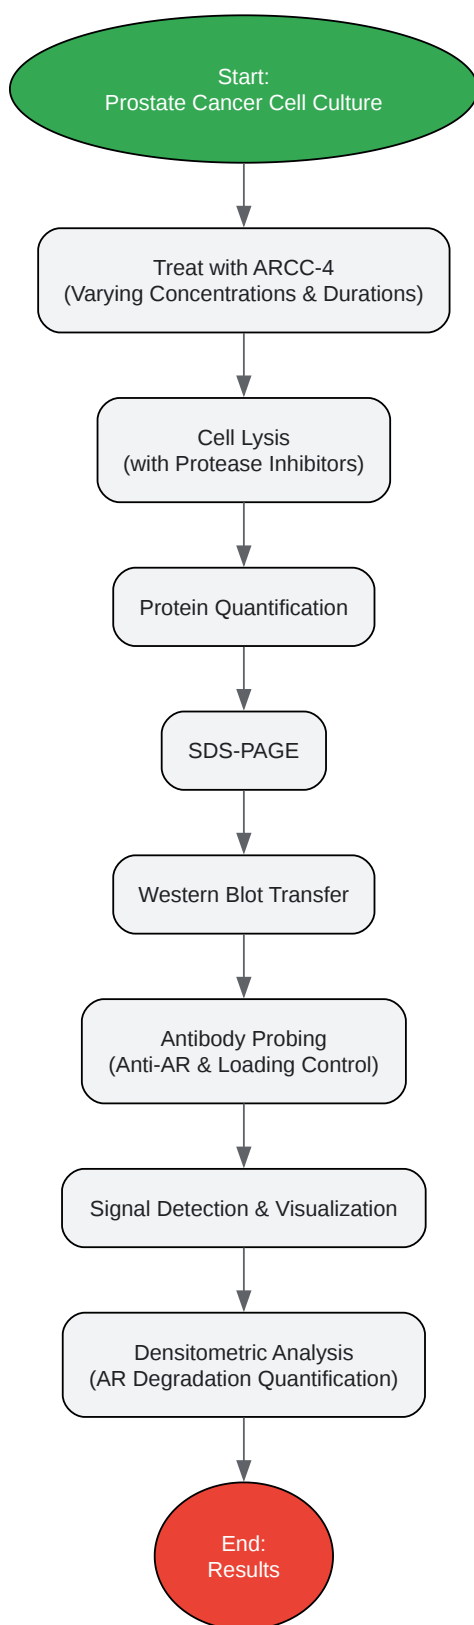 Start:
Prostate Cancer Cell Culture
Treat with ARCC-4
(Varying Concentrations & Durations)
Cell Lysis
(with Protease Inhibitors)
Protein Quantification
SDS-PAGE
Western Blot Transfer
Antibody Probing
(Anti-AR & Loading Control)
Signal Detection & Visualization
Densitometric Analysis
(AR Degradation Quantification)
End:
Results